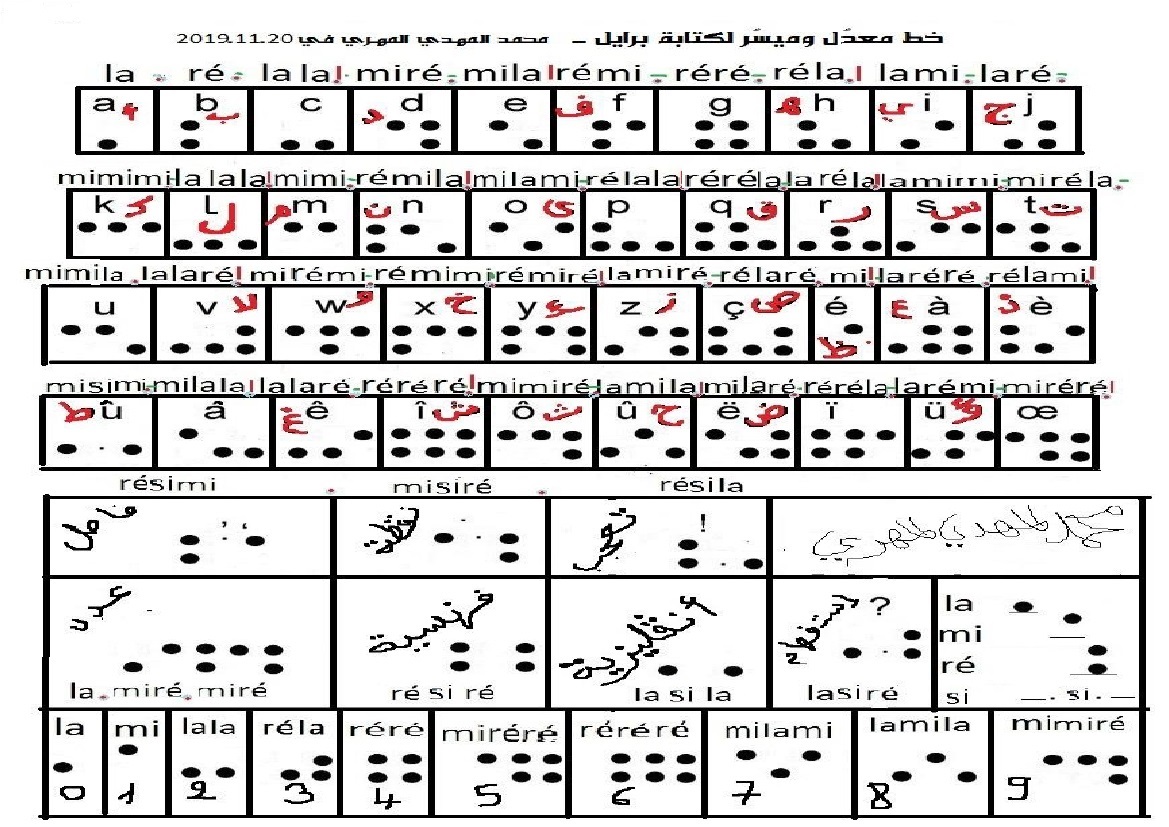 خط معدّل وميسّر لكتابة برايل – محمد المهدي المهري في 2019.11.20
la ré lala miré mila rémi réré réla lami laré
a ء b ب c d د e f ف g h ه i ي j ج
mimimi lalala mimi rémila milami rélala réréla laréla lamimi miréla
k ك L ل m م n ن o ى p q ق r ر s س t ت
mimila lalaré mirémi rémimi rémiré lamiré rélaré mi laréré rélami
u v لا w و x خ y ئ z ز ç ص é ظ à ع è ذ
misimi milala lalaré réréré mimiré lamila milaré réréla larémi miréré
ù ط â ê غ î ش ô ث û ح ë ض ï ü ؤ œ
résimi misiré résila
فاصل ’ ‘ نقطة تعجب ! محمد المهدي المهري
عدد فرنسية انقليزية استفهام ? la
mi
ré
la miré miré ré si ré la si la lasiré si si
la mi lala réla réré miréré réréré milami lamila mimiré
0 1 2 3 4 5 6 7 8 9